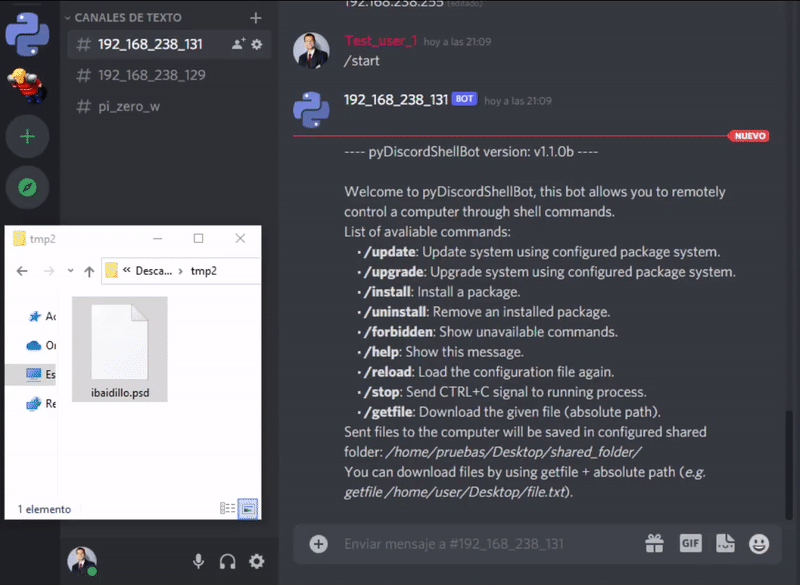 CANALES DE TEXTO
192_168_238_131
192_168_238_129
pi_zero_w
192.168.238.255 (editado)
Test_user_1 hoy a las 21:09
/start
192_168_238_131 BOT hoy a las 21:09
NUEVO
---- pyDiscordShellBot version: v1.1.0b ----
Welcome to pyDiscordShellBot, this bot allows you to remotely
control a computer through shell commands.
List of avaliable commands:
• /update: Update system using configured package system.
• /upgrade: Upgrade system using configured package system.
• /install: Install a package.
• /uninstall: Remove an installed package.
• /forbidden: Show unavailable commands.
• /help: Show this message.
• /reload: Load the configuration file again.
• /stop: Send CTRL+C signal to running process.
• /getfile: Download the given file (absolute path).
Sent files to the computer will be saved in configured shared
folder: /home/pruebas/Desktop/shared_folder/
You can download files by using getfile + absolute path (e.g.
getfile /home/user/Desktop/file.txt).
Enviar mensaje a #192_168_238_131
GIF
tmp2
« Desca... › tmp2
Ac
Or
Es
Re
ibaidillo.psd
1 elemento